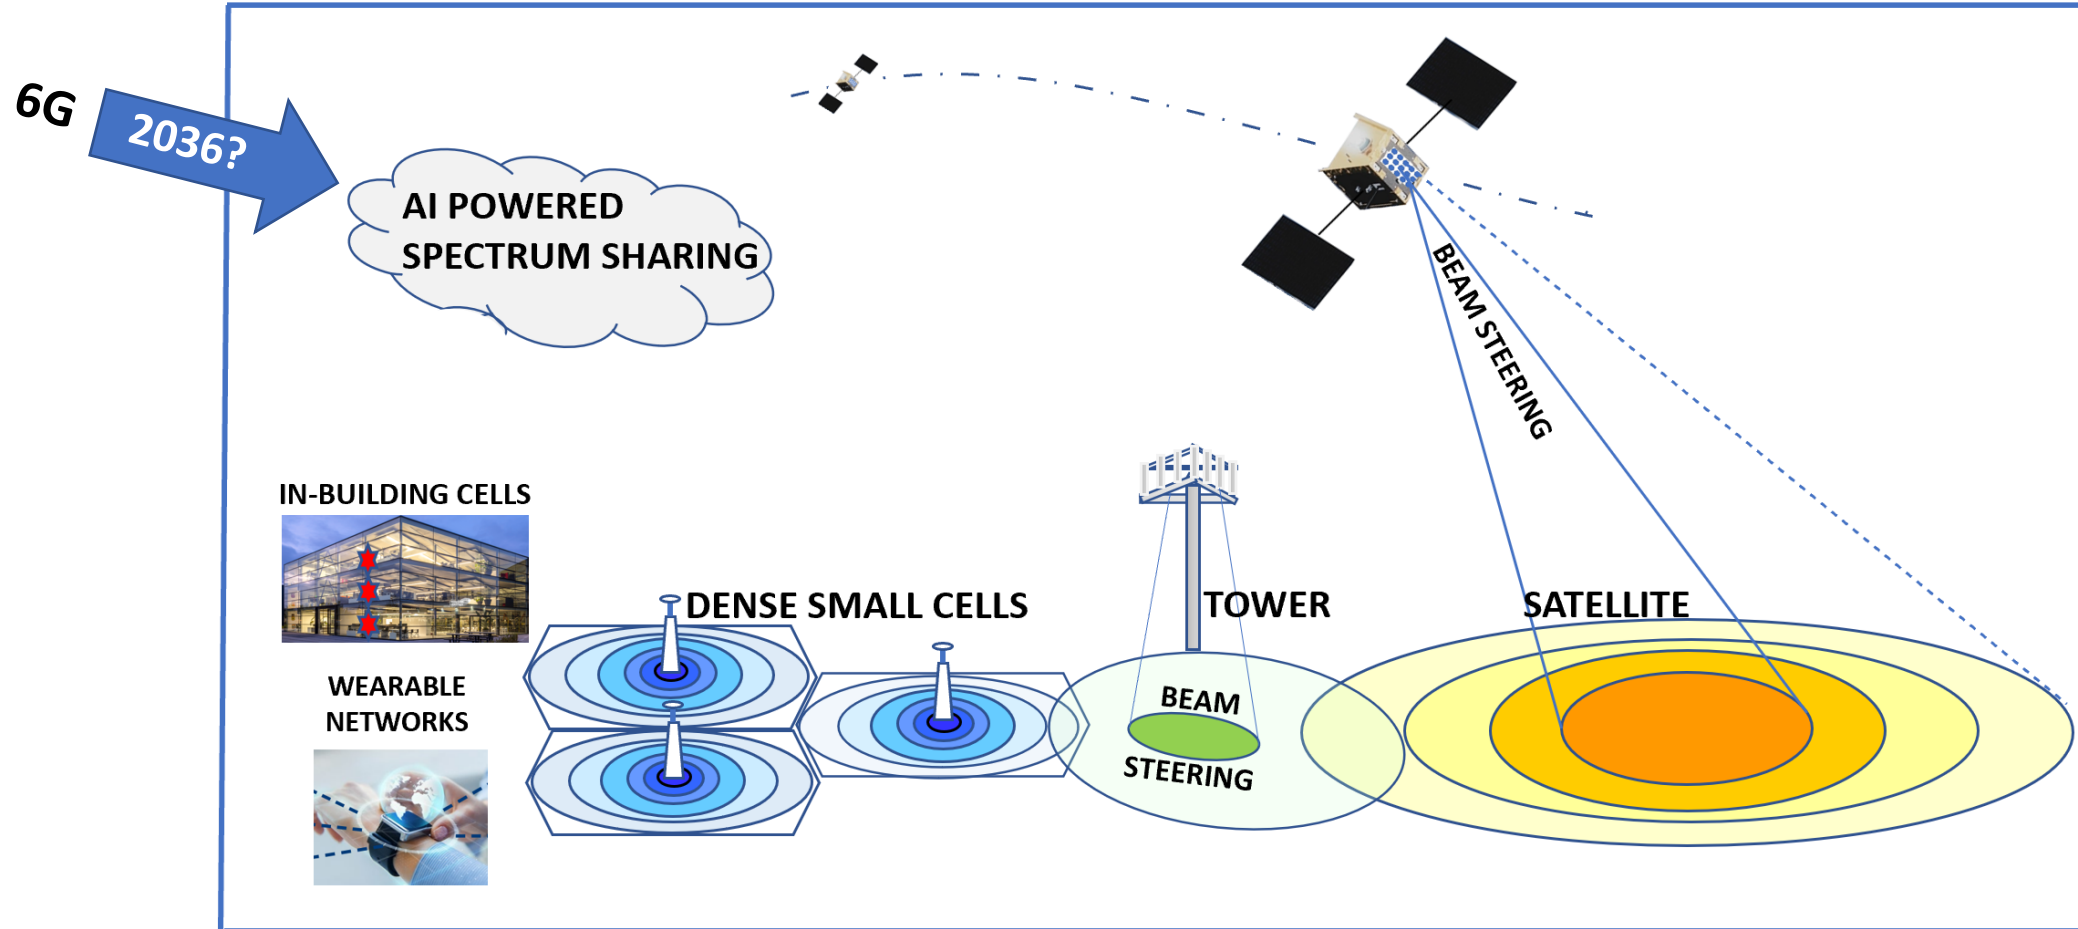 6G
2036?
AI POWERED
SPECTRUM SHARING
BEAM STEERING
IN-BUILDING CELLS
DENSE SMALL CELLS
TOWER
SATELLITE
WEARABLE
NETWORKS
BEAM
STEERING